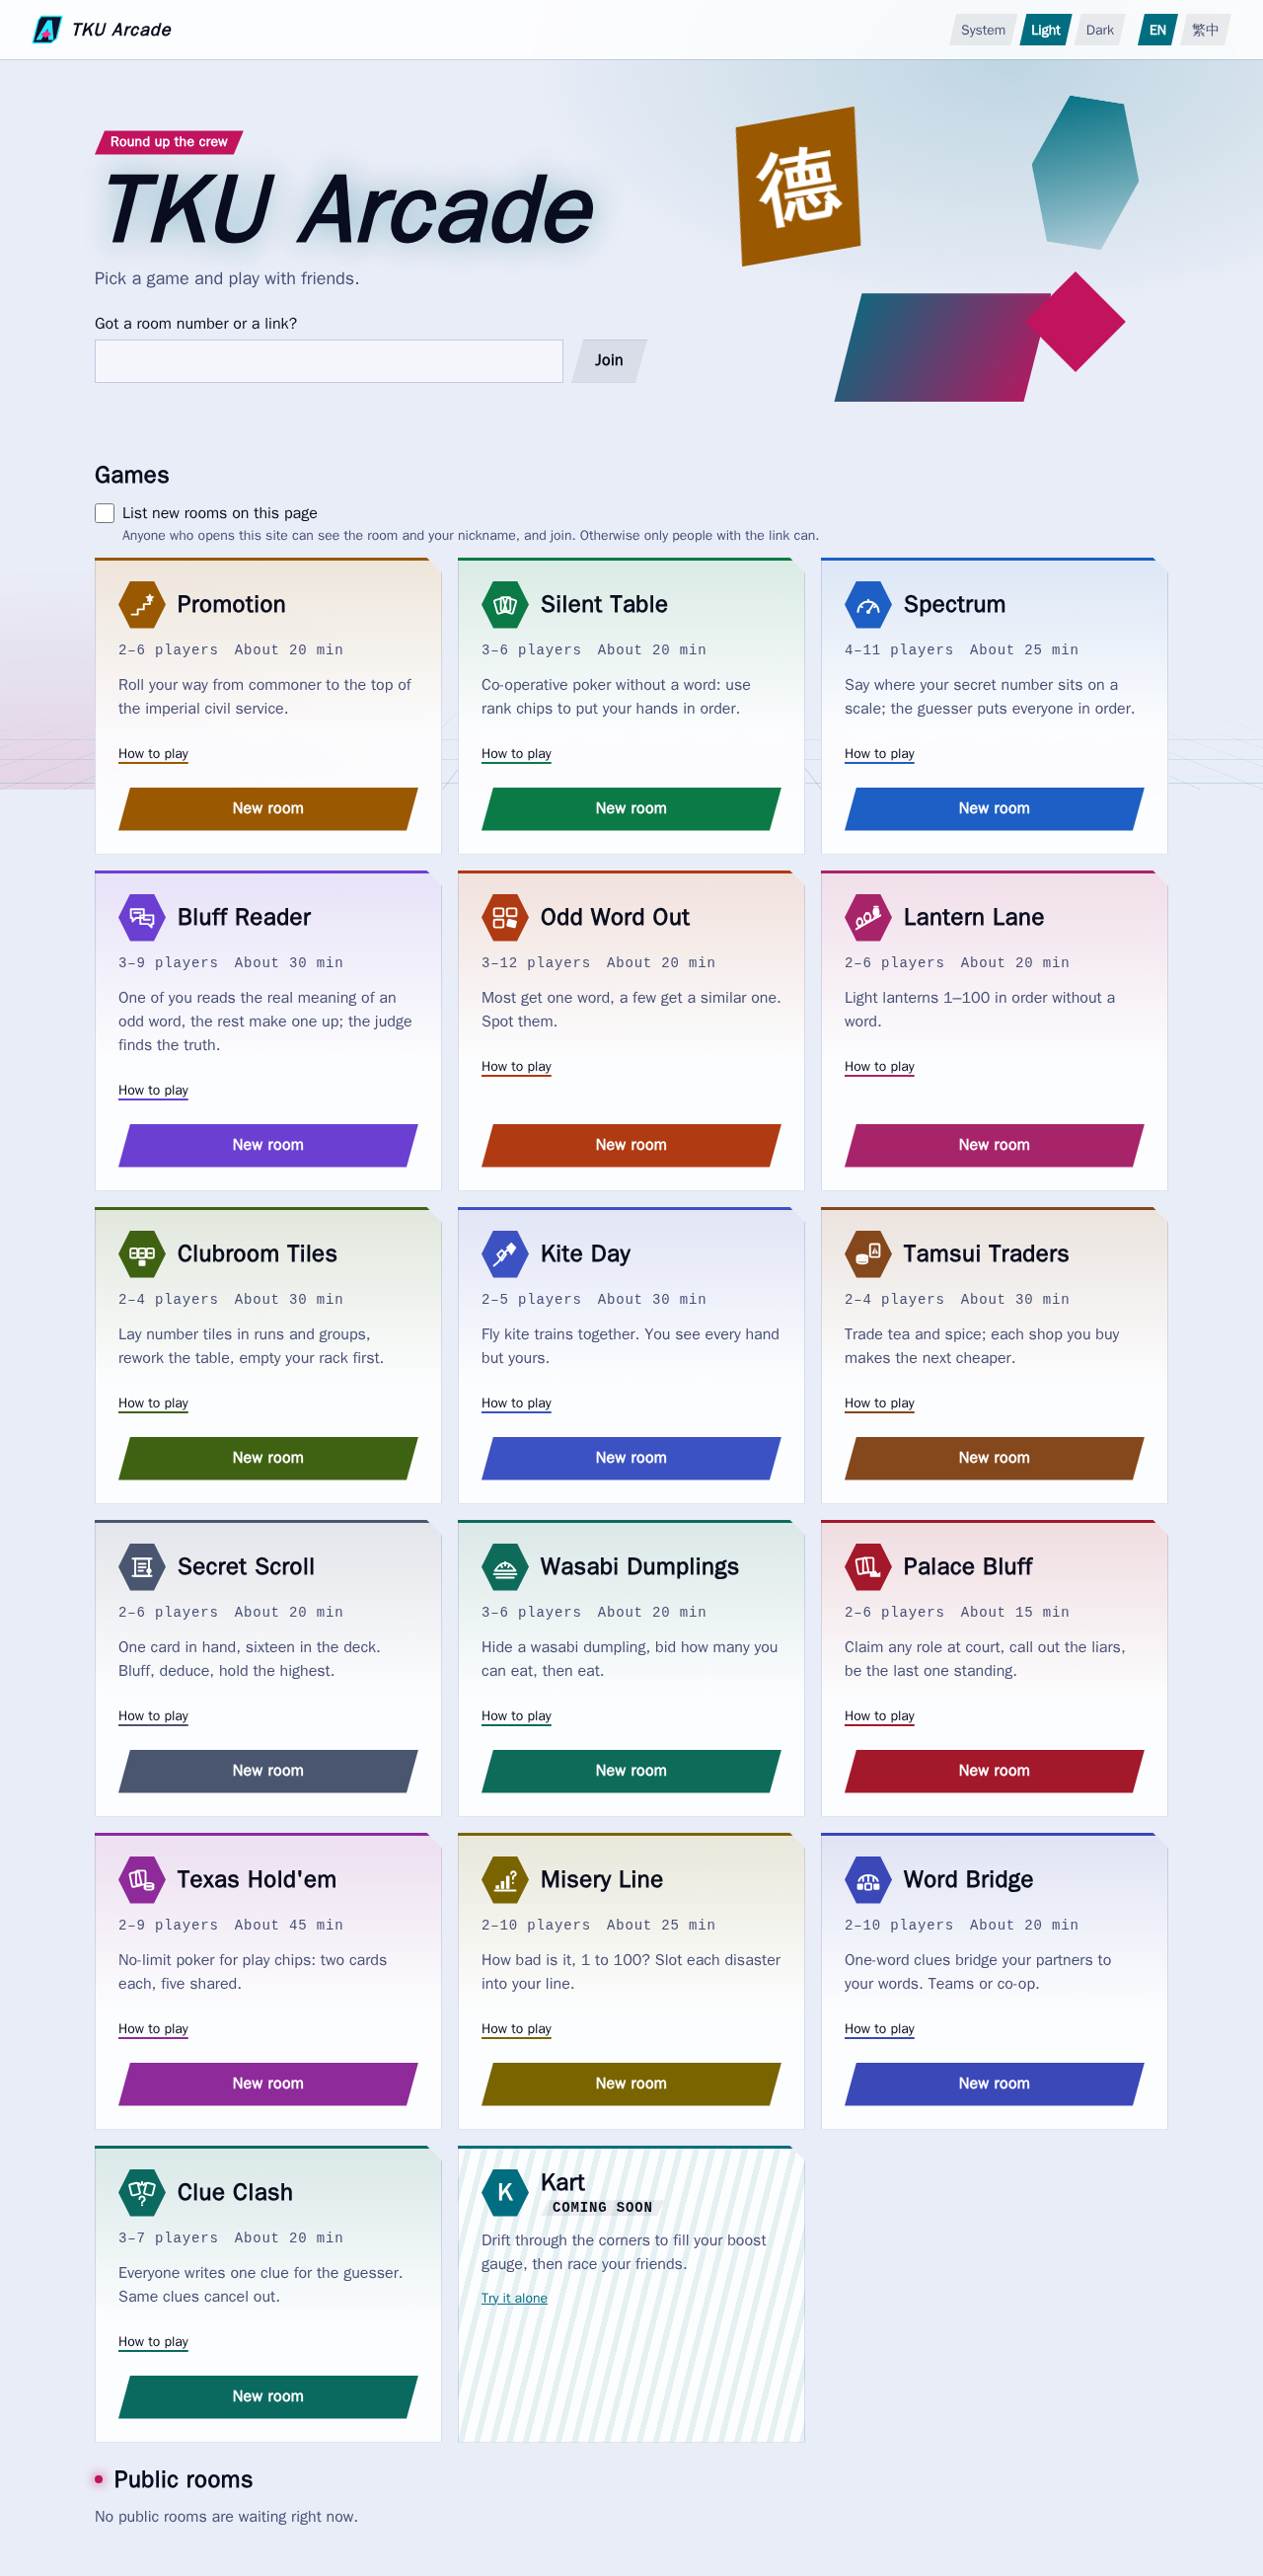 TKU Arcade
System Light Dark EN 繁中
Round up the crew
TKU Arcade
德
Pick a game and play with friends.
Got a room number or a link?
Join
Games
List new rooms on this page
Anyone who opens this site can see the room and your nickname, and join. Otherwise only people with the link can.
Promotion
2–6 players About 20 min
Roll your way from commoner to the top of
the imperial civil service.
How to play
New room
Silent Table
3–6 players About 20 min
Co-operative poker without a word: use
rank chips to put your hands in order.
How to play
New room
Spectrum
4–11 players About 25 min
Say where your secret number sits on a
scale; the guesser puts everyone in order.
How to play
New room
Bluff Reader
3–9 players About 30 min
One of you reads the real meaning of an
odd word, the rest make one up; the judge
finds the truth.
How to play
New room
Odd Word Out
3–12 players About 20 min
Most get one word, a few get a similar one.
Spot them.
How to play
New room
Lantern Lane
2–6 players About 20 min
Light lanterns 1–100 in order without a
word.
How to play
New room
Clubroom Tiles
2–4 players About 30 min
Lay number tiles in runs and groups,
rework the table, empty your rack first.
How to play
New room
Kite Day
2–5 players About 30 min
Fly kite trains together. You see every hand
but yours.
How to play
New room
Tamsui Traders
2–4 players About 30 min
Trade tea and spice; each shop you buy
makes the next cheaper.
How to play
New room
Secret Scroll
2–6 players About 20 min
One card in hand, sixteen in the deck.
Bluff, deduce, hold the highest.
How to play
New room
Wasabi Dumplings
3–6 players About 20 min
Hide a wasabi dumpling, bid how many you
can eat, then eat.
How to play
New room
Palace Bluff
2–6 players About 15 min
Claim any role at court, call out the liars,
be the last one standing.
How to play
New room
Texas Hold'em
2–9 players About 45 min
No-limit poker for play chips: two cards
each, five shared.
How to play
New room
Misery Line
2–10 players About 25 min
How bad is it, 1 to 100? Slot each disaster
into your line.
How to play
New room
Word Bridge
2–10 players About 20 min
One-word clues bridge your partners to
your words. Teams or co-op.
How to play
New room
Clue Clash
3–7 players About 20 min
Everyone writes one clue for the guesser.
Same clues cancel out.
How to play
New room
K
Kart
COMING SOON
Drift through the corners to fill your boost
gauge, then race your friends.
Try it alone
Public rooms
No public rooms are waiting right now.